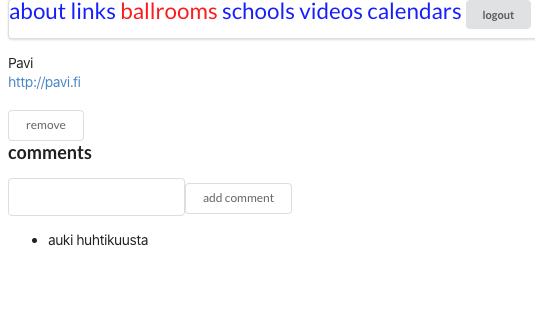 about links ballrooms schools videos calendars logout
Pavi
http://pavi.fi
remove
comments
add comment
auki huhtikuusta